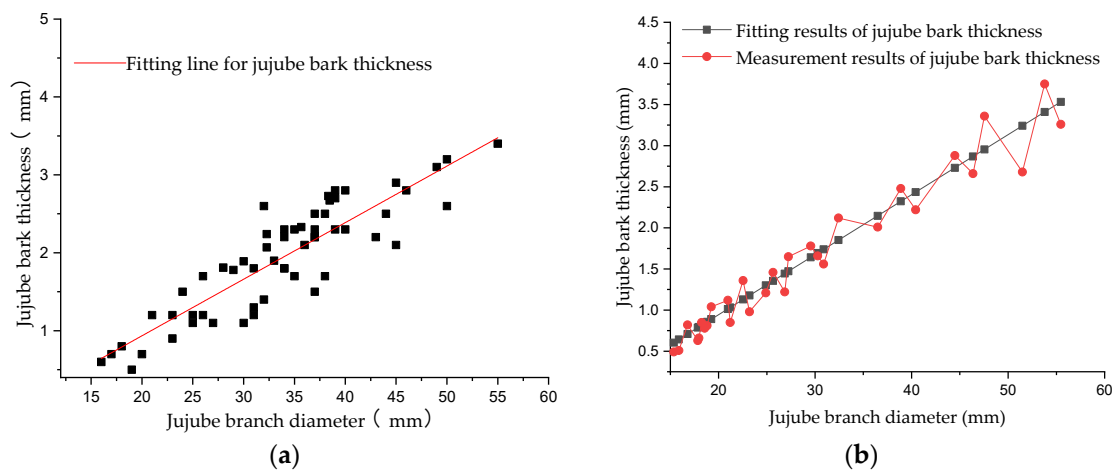 5
4
3
2
1
Jujube bark thickness（ mm）
Fitting line for jujube bark thickness
15 20 25 30 35 40 45 50 55 60
Jujube branch diameter（ mm）
(a)
4.5
4.0
3.5
3.0
2.5
2.0
1.5
1.0
0.5
Jujube bark thickness (mm)
Fitting results of jujube bark thickness
Measurement results of jujube bark thickness
20 30 40 50 60
Jujube branch diameter (mm)
(b)